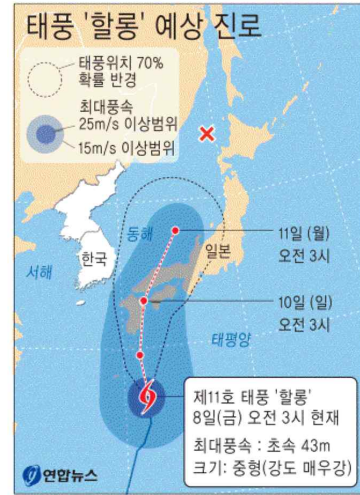 태풍 '할롱' 예상 진로
태풍위치 70%
확률 반경
최대풍속
25m/s 이상범위
15m/s 이상범위
동해
일본
한국
서해
11일 (월)
오전 3시
10일 (일)
오전 3시
태평양
제11호 태풍 '할롱'
8일(금) 오전 3시 현재
최대풍속 : 초속 43m
크기: 중형(강도 매우강)
연합뉴스